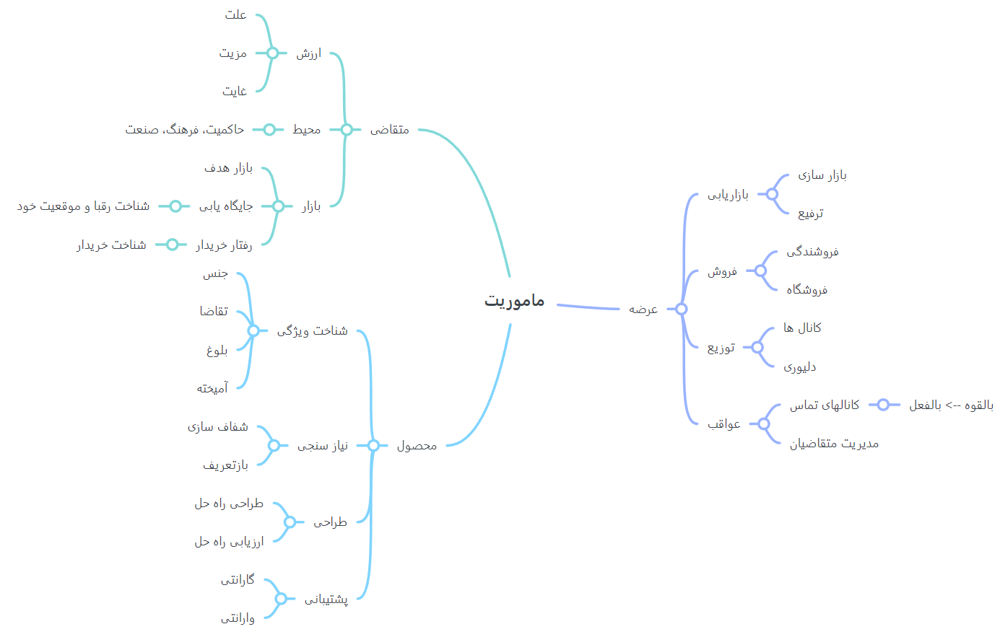 ماموریت
عرضه
بازاریابی
بازار سازی
ترفیع
فروش
فروشندگی
فروشگاه
توزیع
کانال ها
دلیوری
عواقب
کانالهای تماس
بالقوه --> بالفعل
مدیریت متقاضیان
متقاضی
ارزش
علت
مزیت
غایت
محیط
حاکمیت، فرهنگ، صنعت
بازار
بازار هدف
جایگاه یابی
شناخت رقبا و موقعیت خود
رفتار خریدار
شناخت خریدار
محصول
شناخت ویژگی
جنس
تقاضا
بلوغ
آمیخته
نیاز سنجی
شفاف سازی
بازتعریف
طراحی
طراحی راه حل
ارزیابی راه حل
پشتیبانی
گارانتی
وارانتی